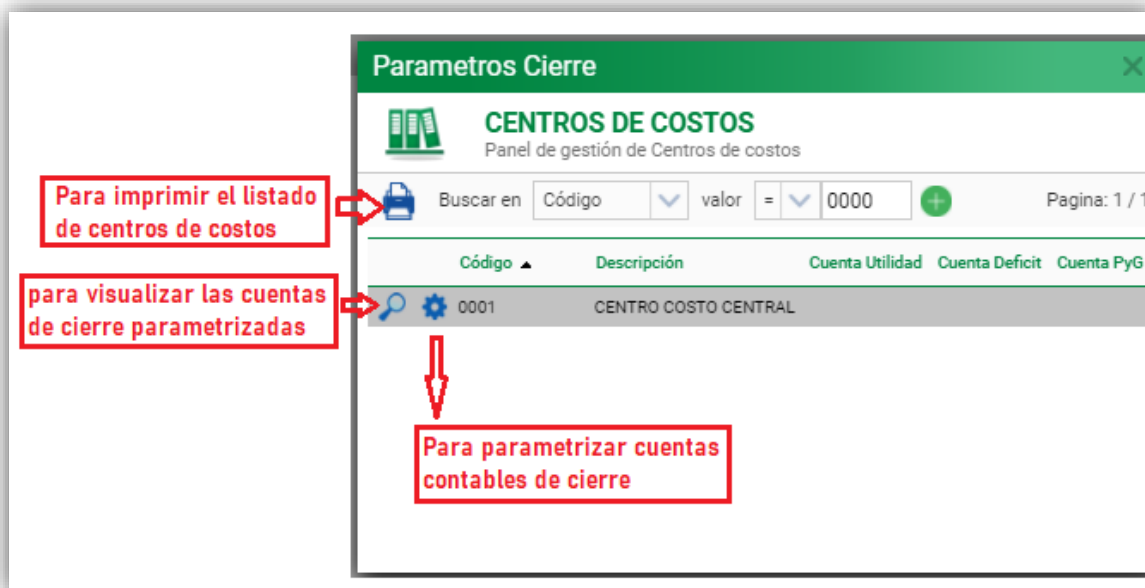 Parametros Cierre
CENTROS DE COSTOS
Panel de gestión de Centros de costos
Para imprimir el listado
de centros de costos
Buscar en Código valor = 0000 Pagina: 1 / 1
Código Descripción Cuenta Utilidad Cuenta Deficit Cuenta PyG
para visualizar las cuentas
de cierre parametrizadas
0001 CENTRO COSTO CENTRAL
Para parametrizar cuentas
contables de cierre